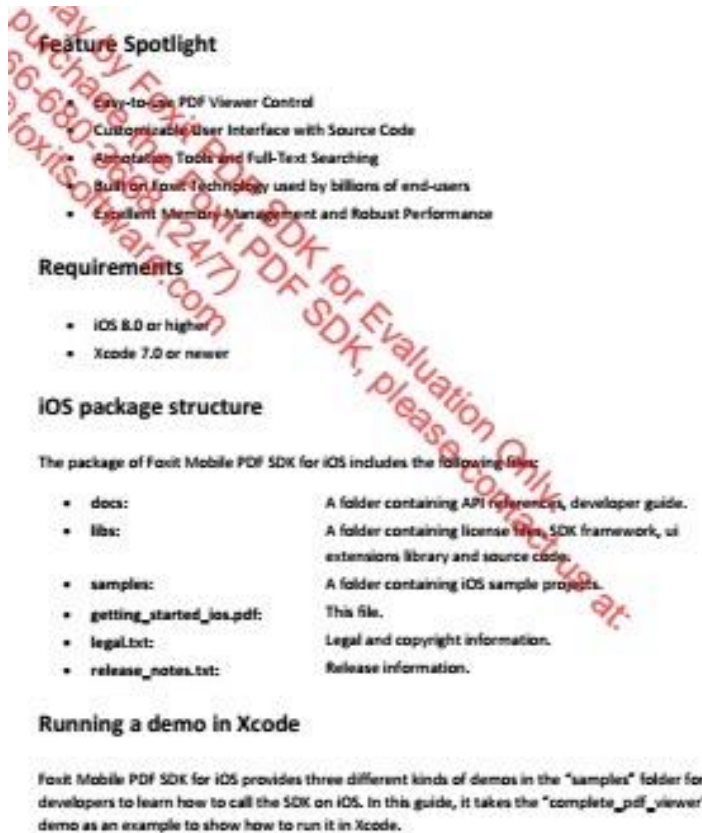 Feature Spotlight
• Easy-to-use PDF Viewer Control
• Customizable User Interface with Source Code
• Annotation Tools and Full-Text Searching
• Built on Foxit Technology used by billions of end-users
• Excellent Memory Management and Robust Performance
Requirements
• iOS 8.0 or higher
• Xcode 7.0 or newer
iOS package structure
The package of Foxit Mobile PDF SDK for iOS includes the following files:
• docs: A folder containing API references, developer guide.
• libs: A folder containing license files, SDK framework, ui
extensions library and source code.
• samples: A folder containing iOS sample projects.
• getting_started_ios.pdf: This file.
• legal.txt: Legal and copyright information.
• release_notes.txt: Release information.
Running a demo in Xcode
Foxit Mobile PDF SDK for iOS provides three different kinds of demos in the "samples" folder for
developers to learn how to call the SDK on iOS. In this guide, it takes the "complete_pdf_viewer"
demo as an example to show how to run it in Xcode.
by Foxit PDF SDK for Evaluation Only.
purchase the Foxit PDF SDK, please contact us at:
66-680-3668 (24/7)
foxitsoftware.com